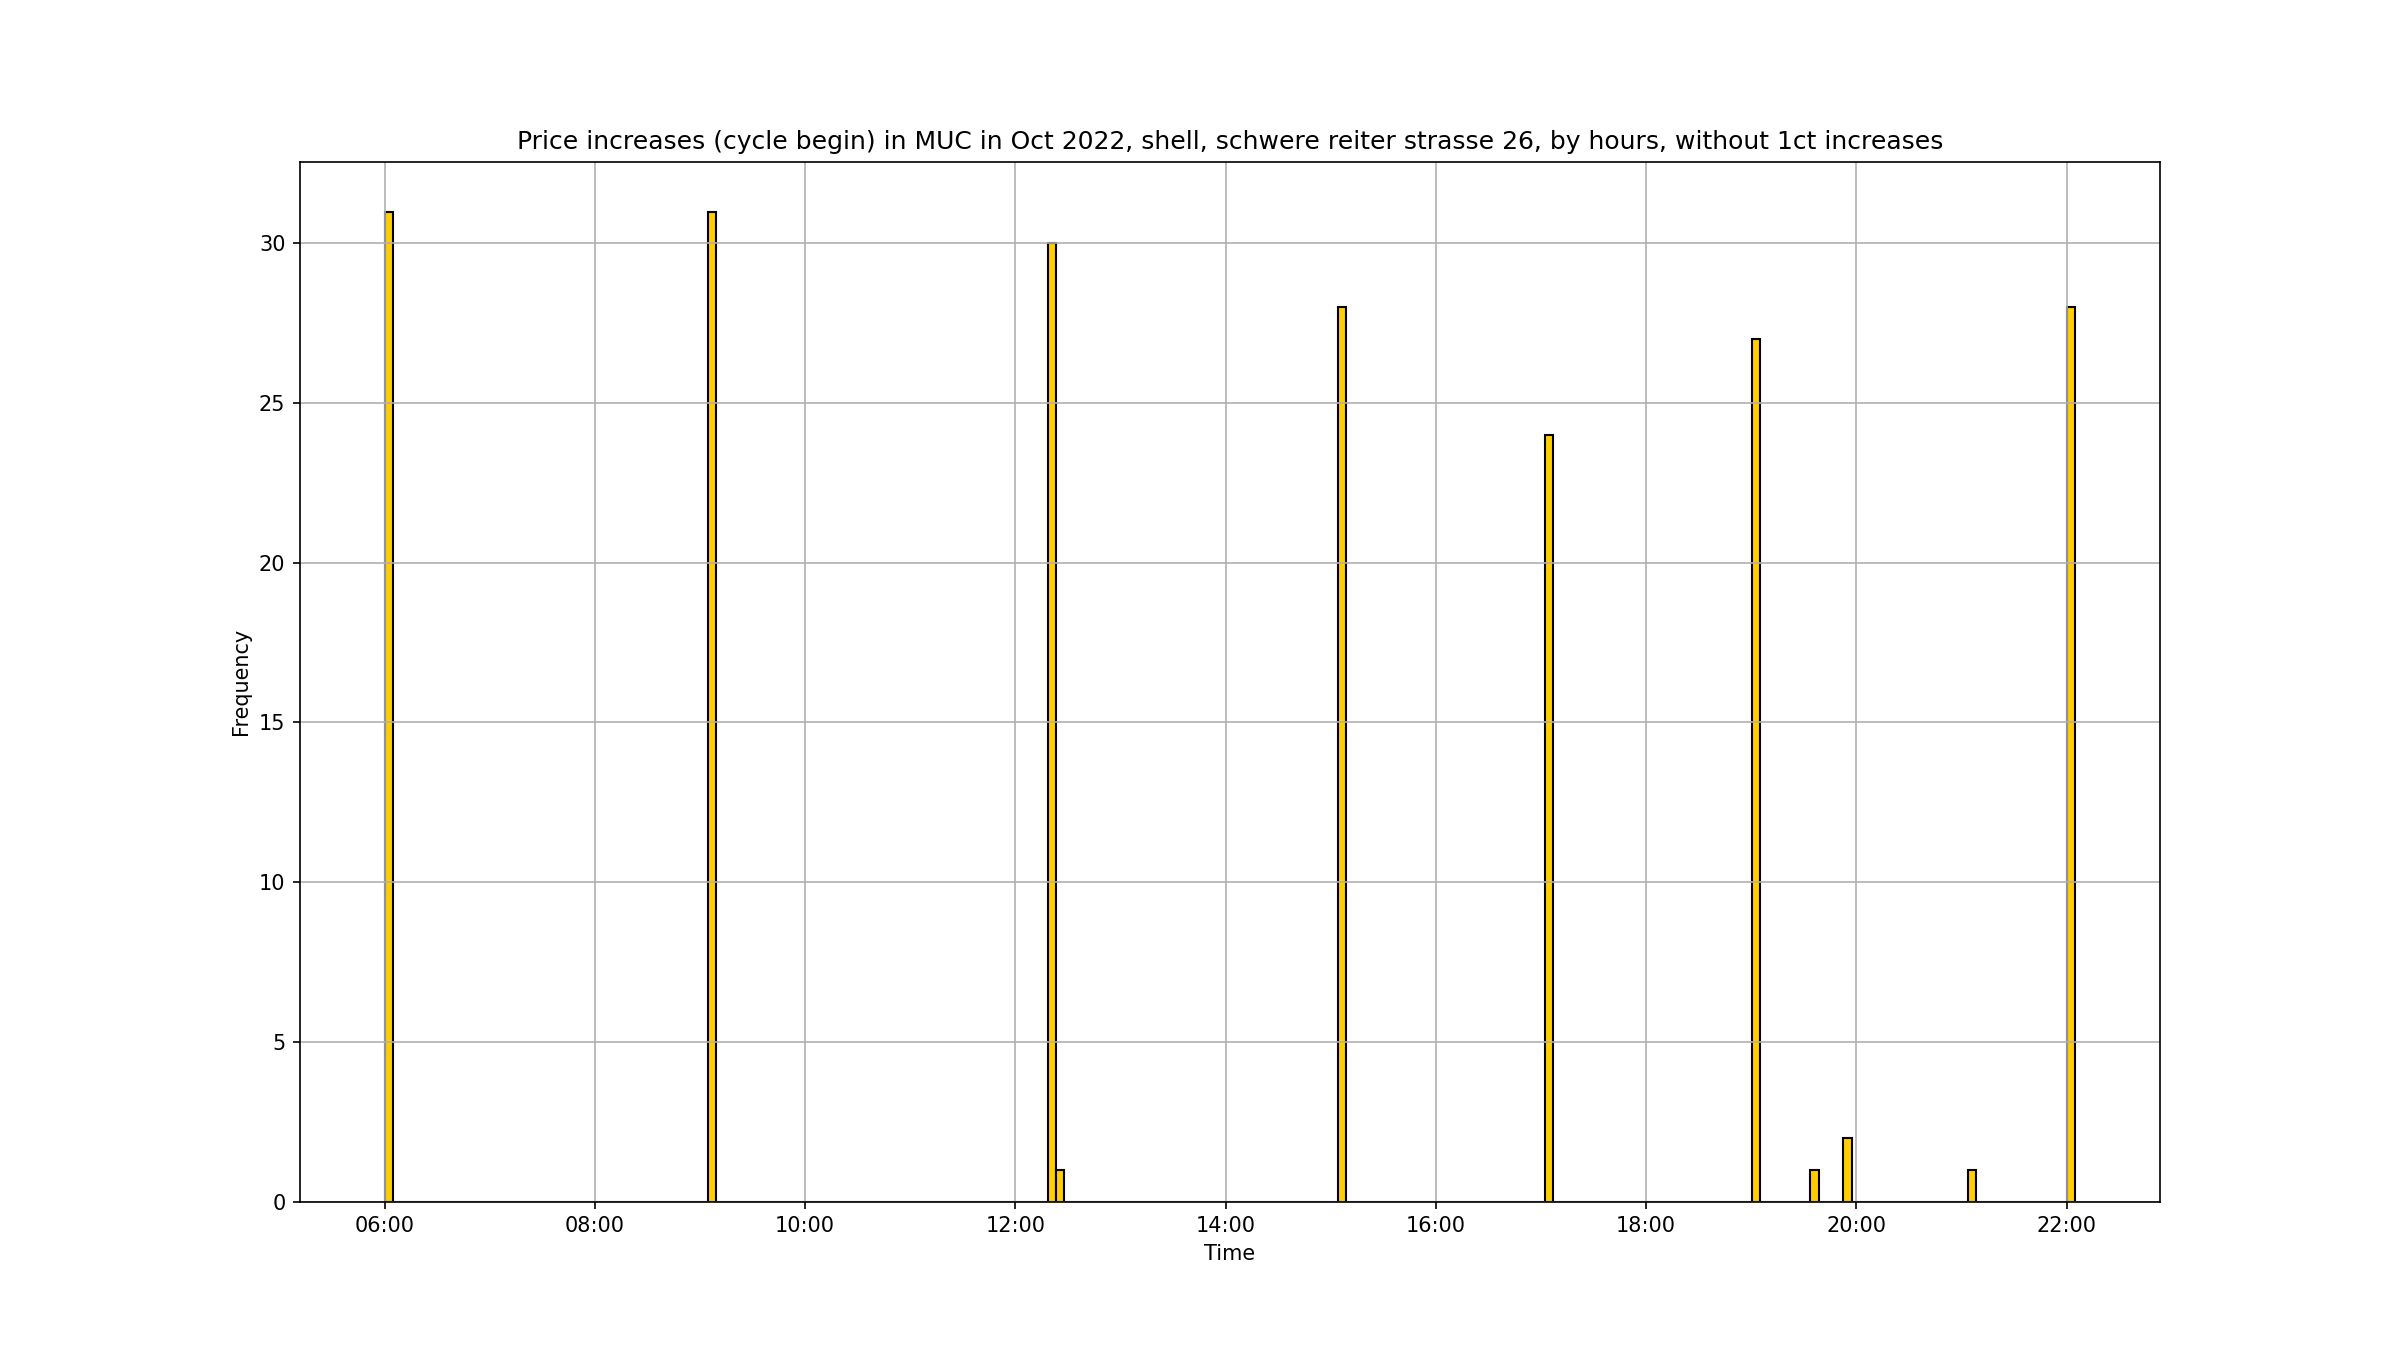 Price increases (cycle begin) in MUC in Oct 2022, shell, schwere reiter strasse 26, by hours, without 1ct increases
30
25
20
15
10
5
0
Frequency
06:00 08:00 10:00 12:00 14:00 16:00 18:00 20:00 22:00
Time